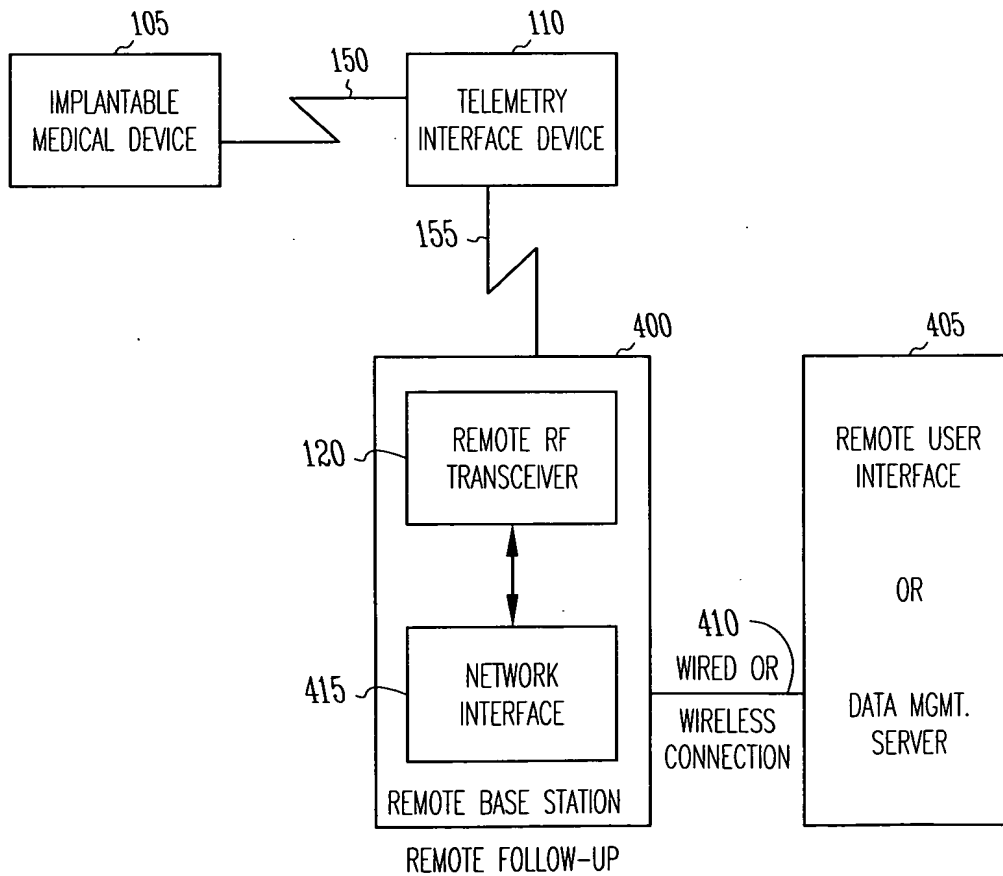 105
110
150
IMPLANTABLE
MEDICAL DEVICE
TELEMETRY
INTERFACE DEVICE
155
400
405
120
REMOTE RF
TRANSCEIVER
REMOTE USER
INTERFACE
OR
410
415
NETWORK
INTERFACE
WIRED OR
WIRELESS
CONNECTION
DATA MGMT.
SERVER
REMOTE BASE STATION
REMOTE FOLLOW-UP